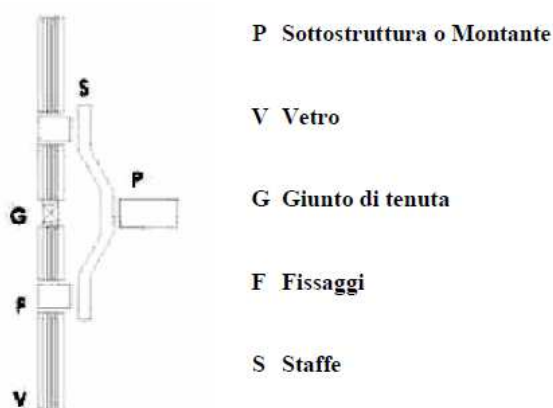 S
P
G
F
V
P Sottostruttura o Montante
V Vetro
G Giunto di tenuta
F Fissaggi
S Staffe